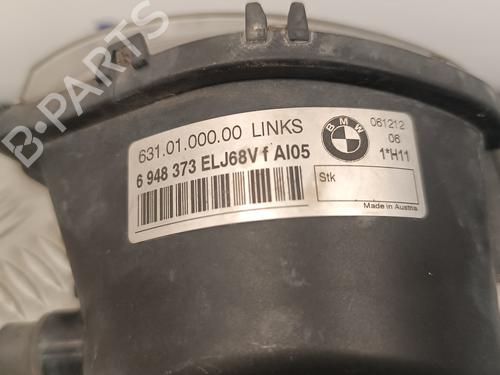 631.01.000.00 LINKS
6 948 373 ELJ68V f AI05
BMW
061212
06
1*H11
Stk
Made in Austria
B-PARTS
B-PARTS